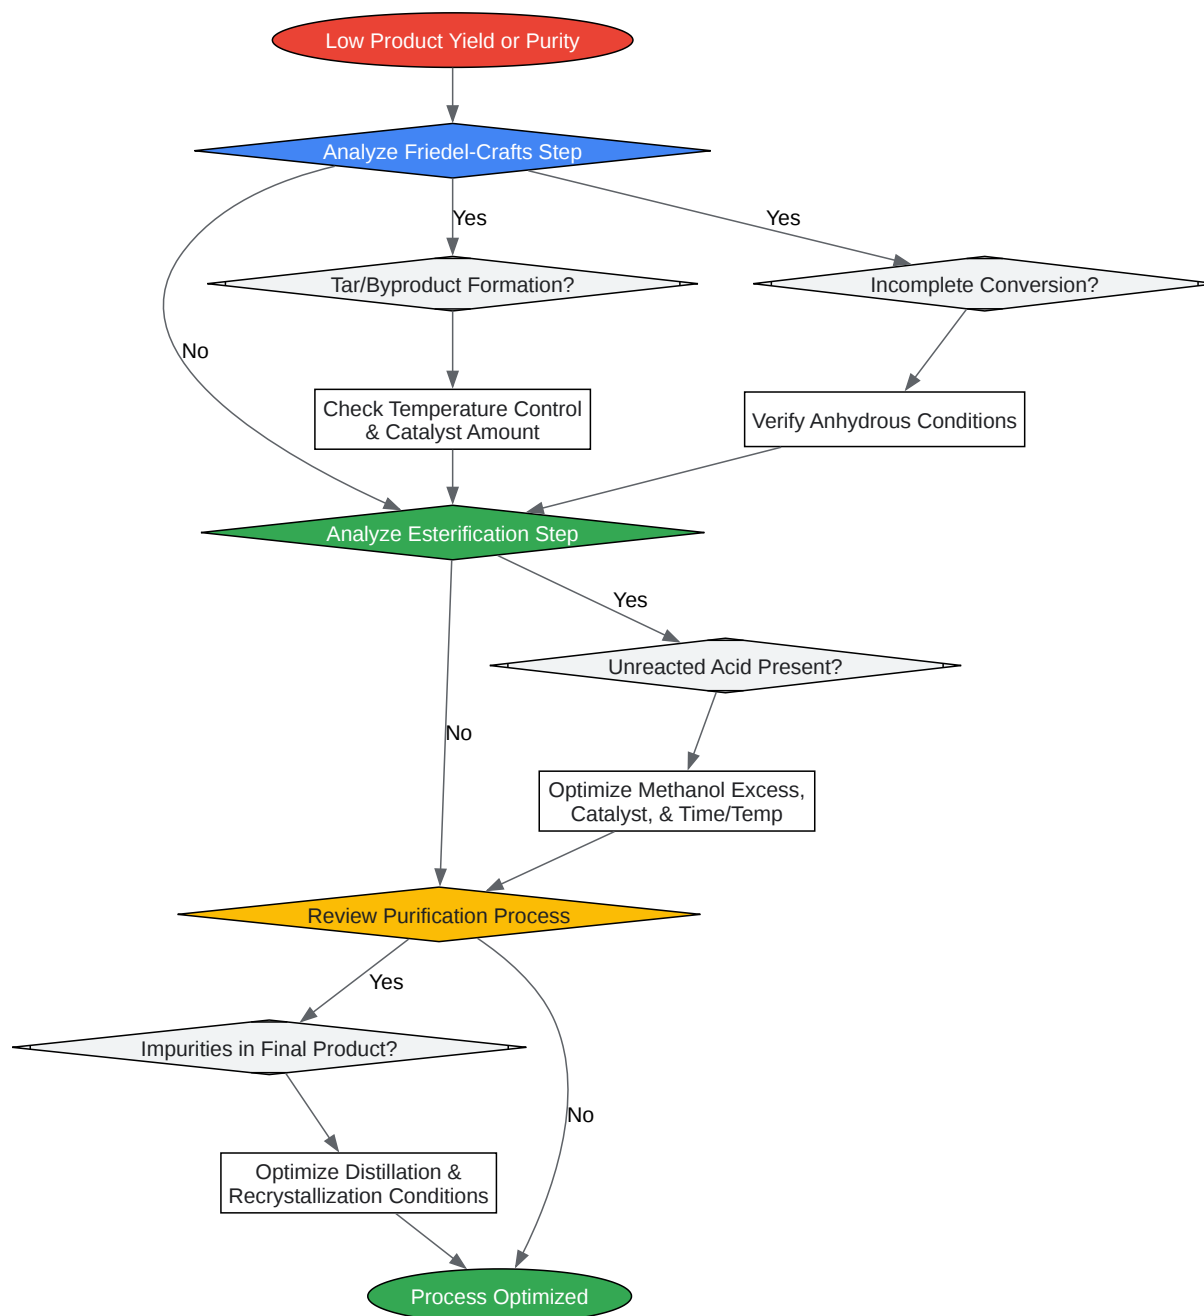 Low Product Yield or Purity
Analyze Friedel-Crafts Step
Yes
Yes
Tar/Byproduct Formation?
Incomplete Conversion?
No
Check Temperature Control
& Catalyst Amount
Verify Anhydrous Conditions
Analyze Esterification Step
Yes
Unreacted Acid Present?
No
Optimize Methanol Excess,
Catalyst, & Time/Temp
Review Purification Process
Yes
Impurities in Final Product?
No
Optimize Distillation &
Recrystallization Conditions
Process Optimized